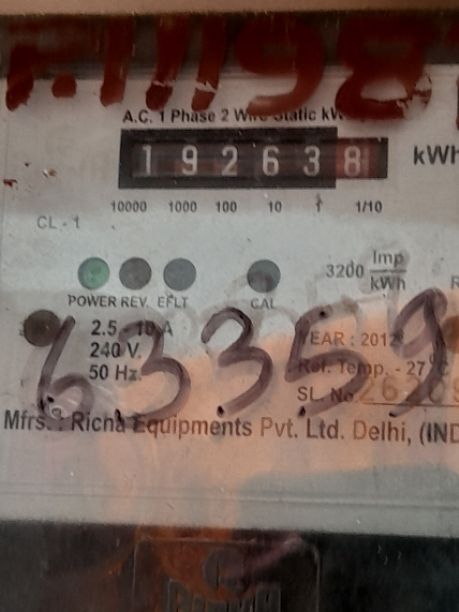 A.C. 1 Phase 2 Wire Static
1 9 2 6 3 8 kWh
10000 1000 100 10 1 1/10
CL - 1
3200 Imp/kWh
POWER REV. EFLT CAL
2.5 - 10 A
240 V.
50 Hz.
YEAR : 2012
Ref. Temp. - 27°C
SL. No.
63359
Mfrs. : Richa Equipments Pvt. Ltd. Delhi, (IND